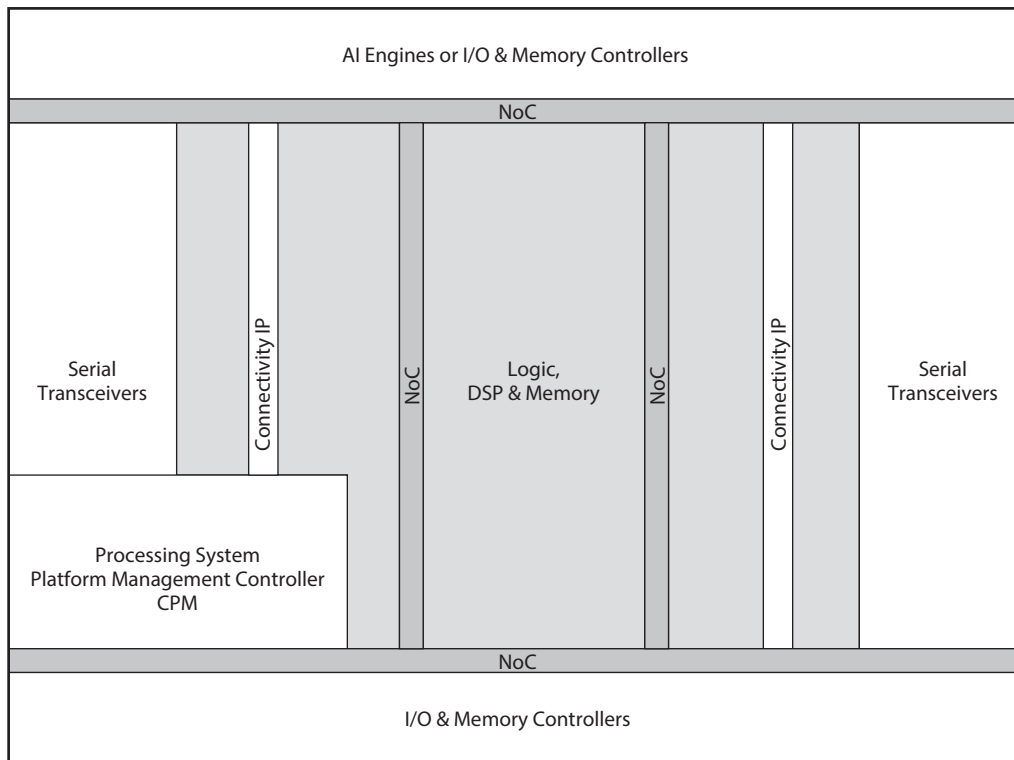 AI Engines or I/O & Memory Controllers
NoC
Serial
Transceivers
Connectivity IP
NoC
Logic,
DSP & Memory
NoC
Connectivity IP
Serial
Transceivers
Processing System
Platform Management Controller
CPM
NoC
I/O & Memory Controllers